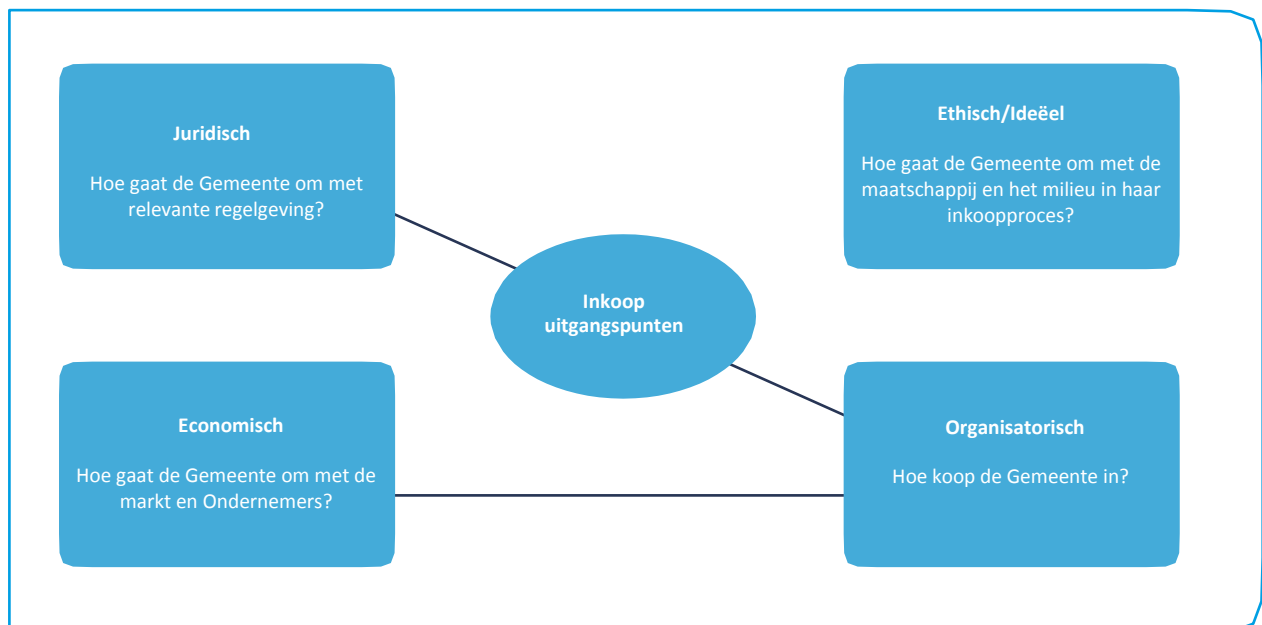 Juridisch
Hoe gaat de Gemeente om met
relevante regelgeving?
Ethisch/Ideëel
Hoe gaat de Gemeente om met de
maatschappij en het milieu in haar
inkoopproces?
Inkoop
uitgangspunten
Economisch
Hoe gaat de Gemeente om met de
markt en Ondernemers?
Organisatorisch
Hoe koop de Gemeente in?